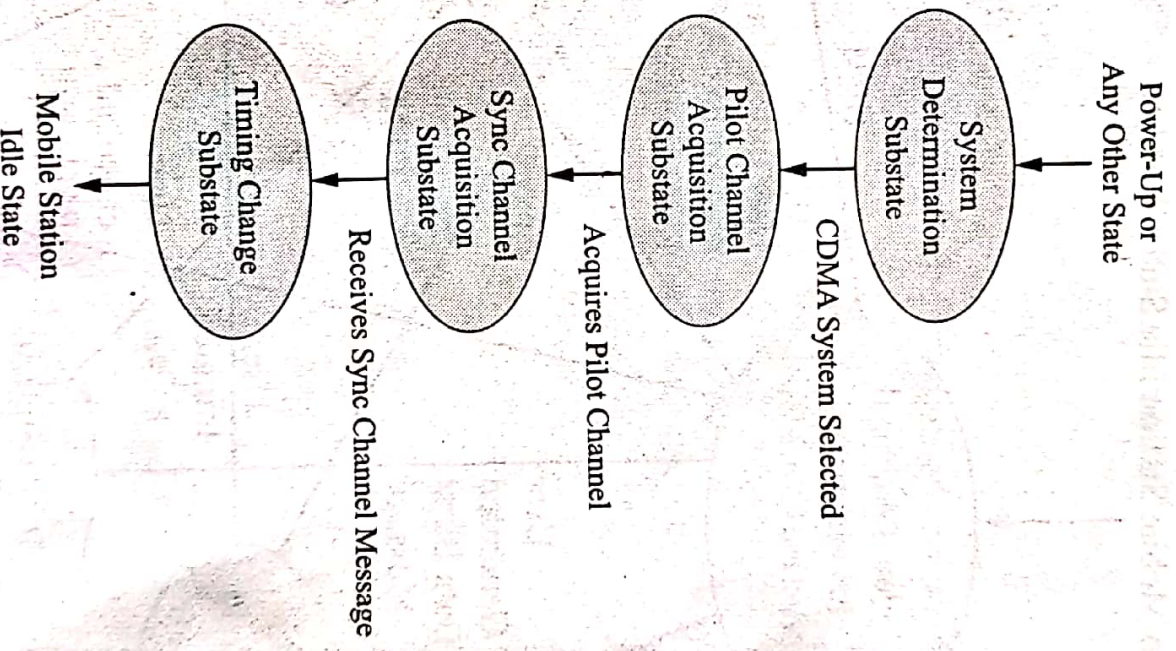 Power-Up or
Any Other State
System
Determination
Substate
CDMA System Selected
Pilot Channel
Acquisition
Substate
Acquires Pilot Channel
Sync Channel
Acquisition
Substate
Receives Sync Channel Message
Timing Change
Substate
Mobile Station
Idle State